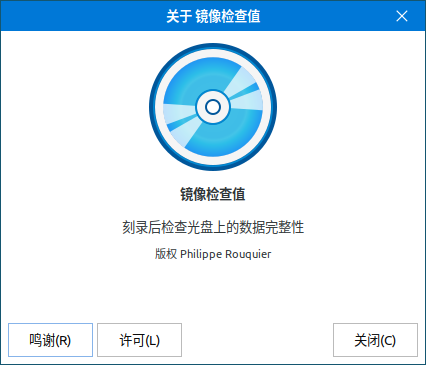 关于 镜像检查值
镜像检查值
刻录后检查光盘上的数据完整性
版权 Philippe Rouquier
鸣谢(R)
许可(L)
关闭(C)